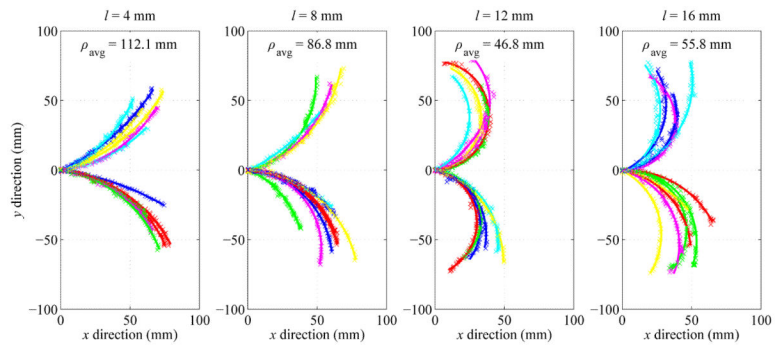 l = 4 mm
l = 8 mm
l = 12 mm
l = 16 mm
100
100
100
100
ρavg = 112.1 mm
ρavg = 86.8 mm
ρavg = 46.8 mm
ρavg = 55.8 mm
50
50
50
50
y direction (mm)
0
0
0
0
−50
−50
−50
−50
−100
−100
−100
−100
0 50 100
0 50 100
0 50 100
0 50 100
x direction (mm)
x direction (mm)
x direction (mm)
x direction (mm)